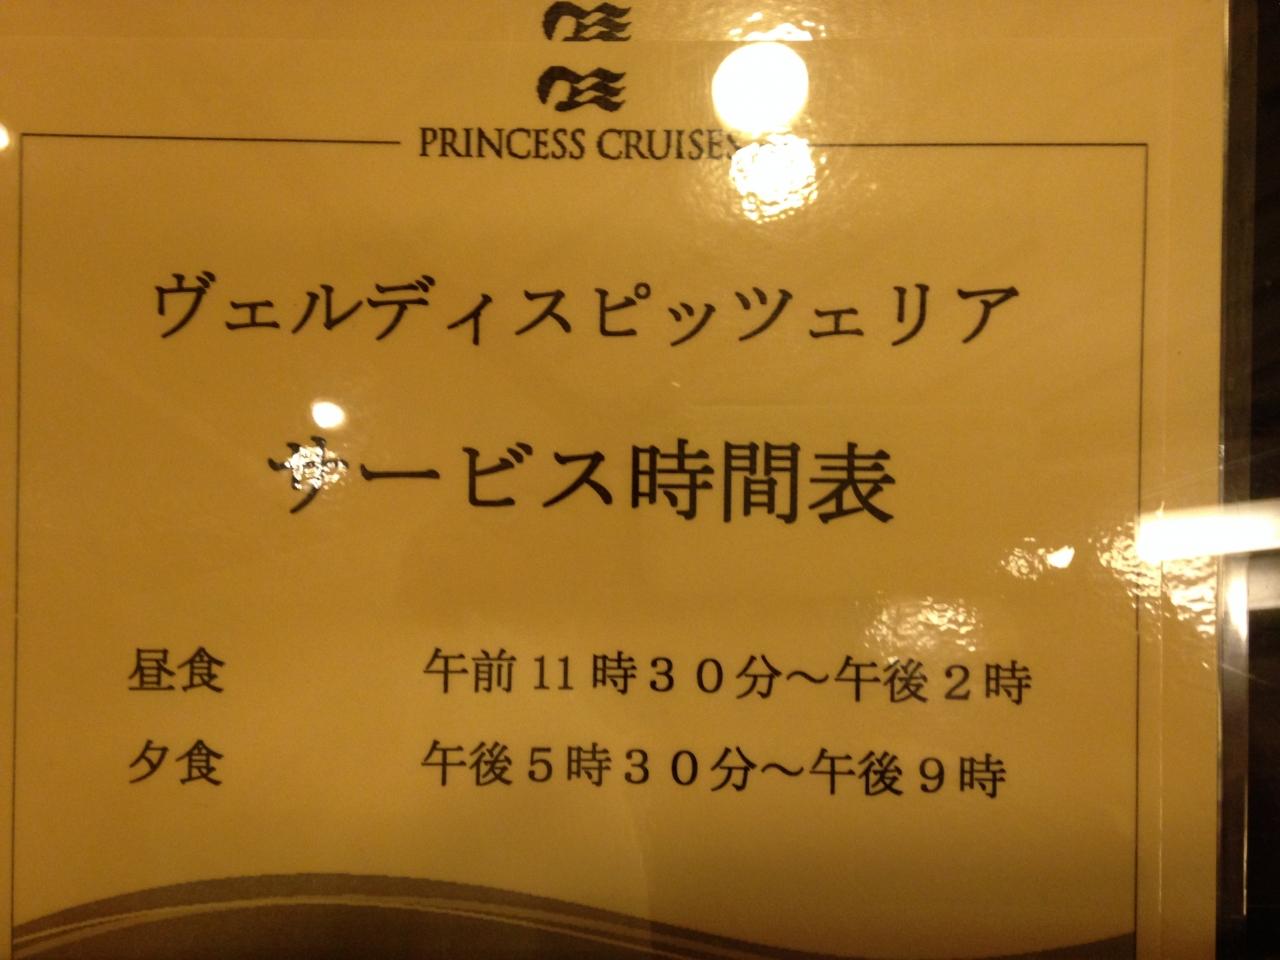 PRINCESS CRUISES
ヴェルディスピッツェリア
サービス時間表
昼食 午前 11 時３０分～午後２時
夕食 午後５時３０分～午後９時